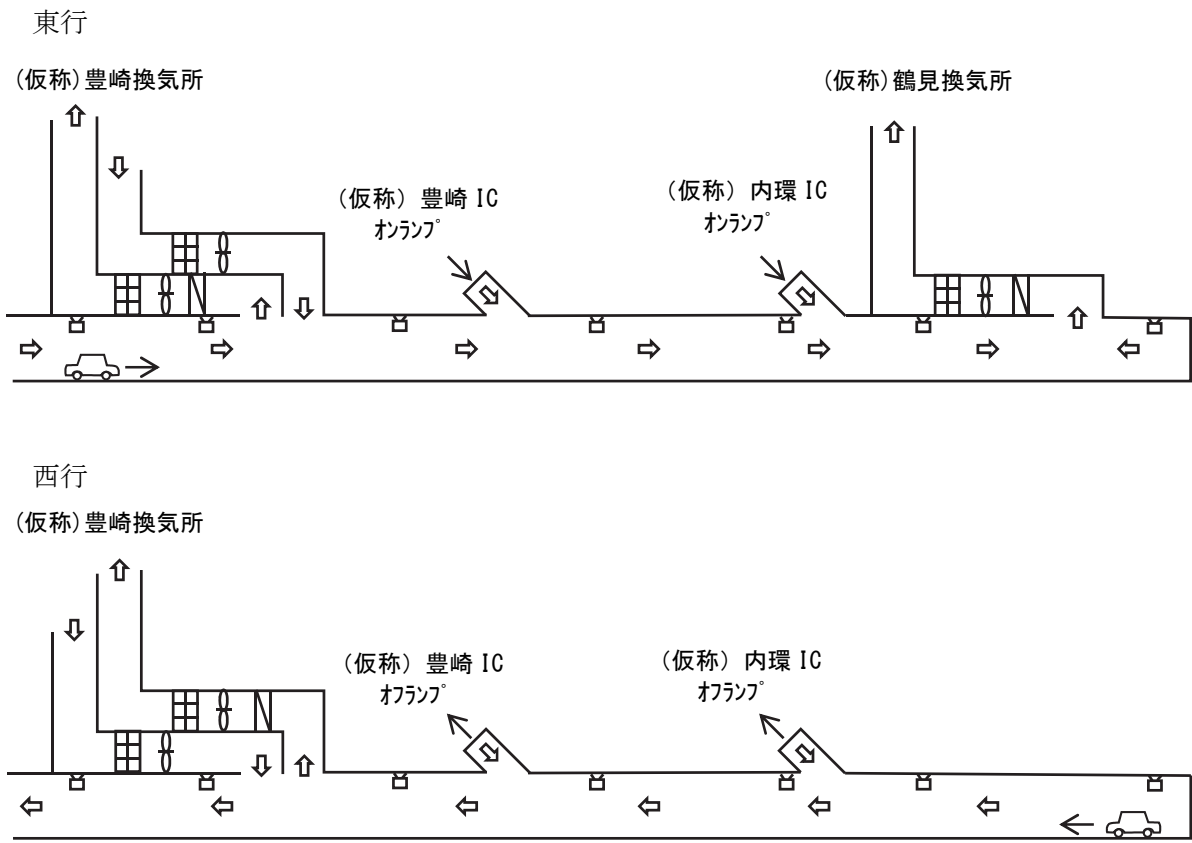 東行
(仮称)豊崎換気所
(仮称)鶴見換気所
(仮称) 豊崎 IC
オンランプ
(仮称) 内環 IC
オンランプ
西行
(仮称)豊崎換気所
(仮称) 豊崎 IC
オフランプ
(仮称) 内環 IC
オフランプ